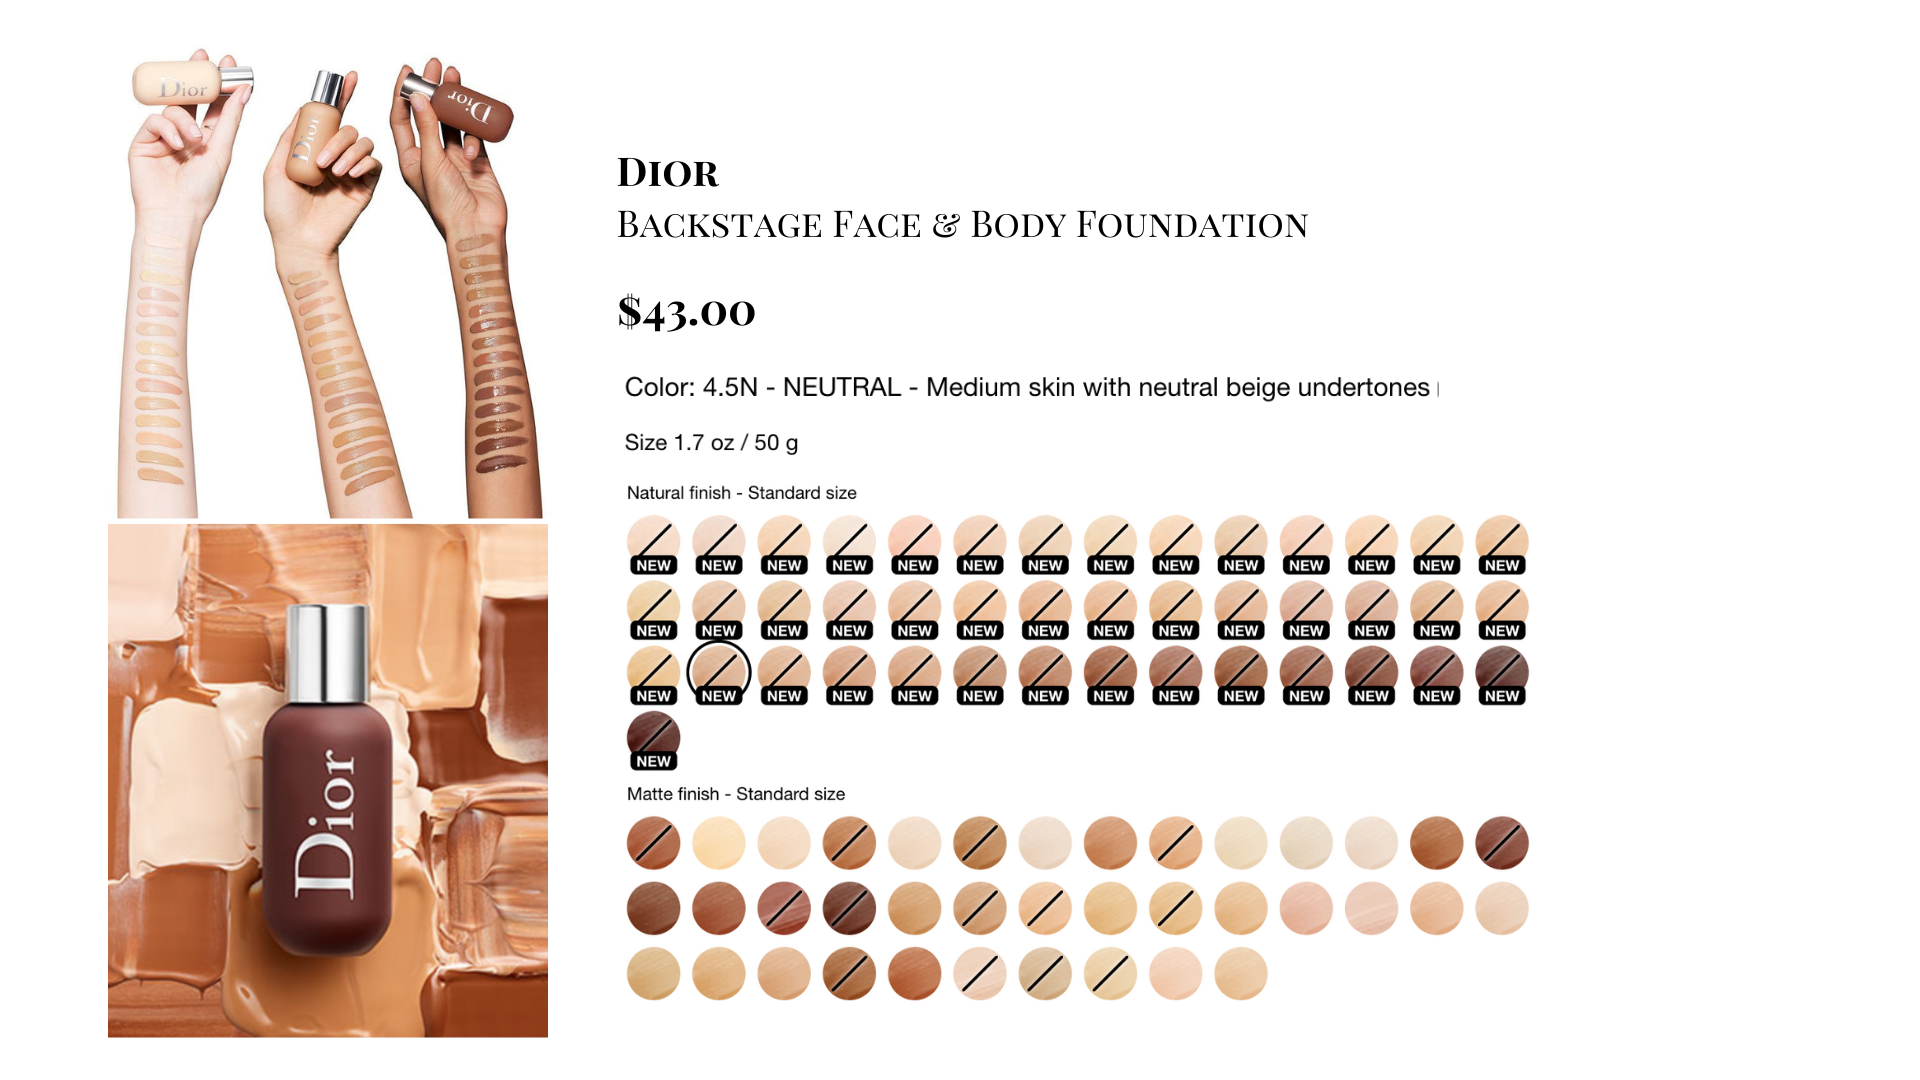 Dior
Dior
Dior
Dior
Backstage Face & Body Foundation
$43.00
Color: 4.5N - NEUTRAL - Medium skin with neutral beige undertones
Size 1.7 oz / 50 g
Natural finish - Standard size
NEW NEW NEW NEW NEW NEW NEW NEW NEW NEW NEW NEW NEW NEW
NEW NEW NEW NEW NEW NEW NEW NEW NEW NEW NEW NEW NEW NEW
NEW NEW NEW NEW NEW NEW NEW NEW NEW NEW NEW NEW NEW NEW
NEW
Matte finish - Standard size
Dior